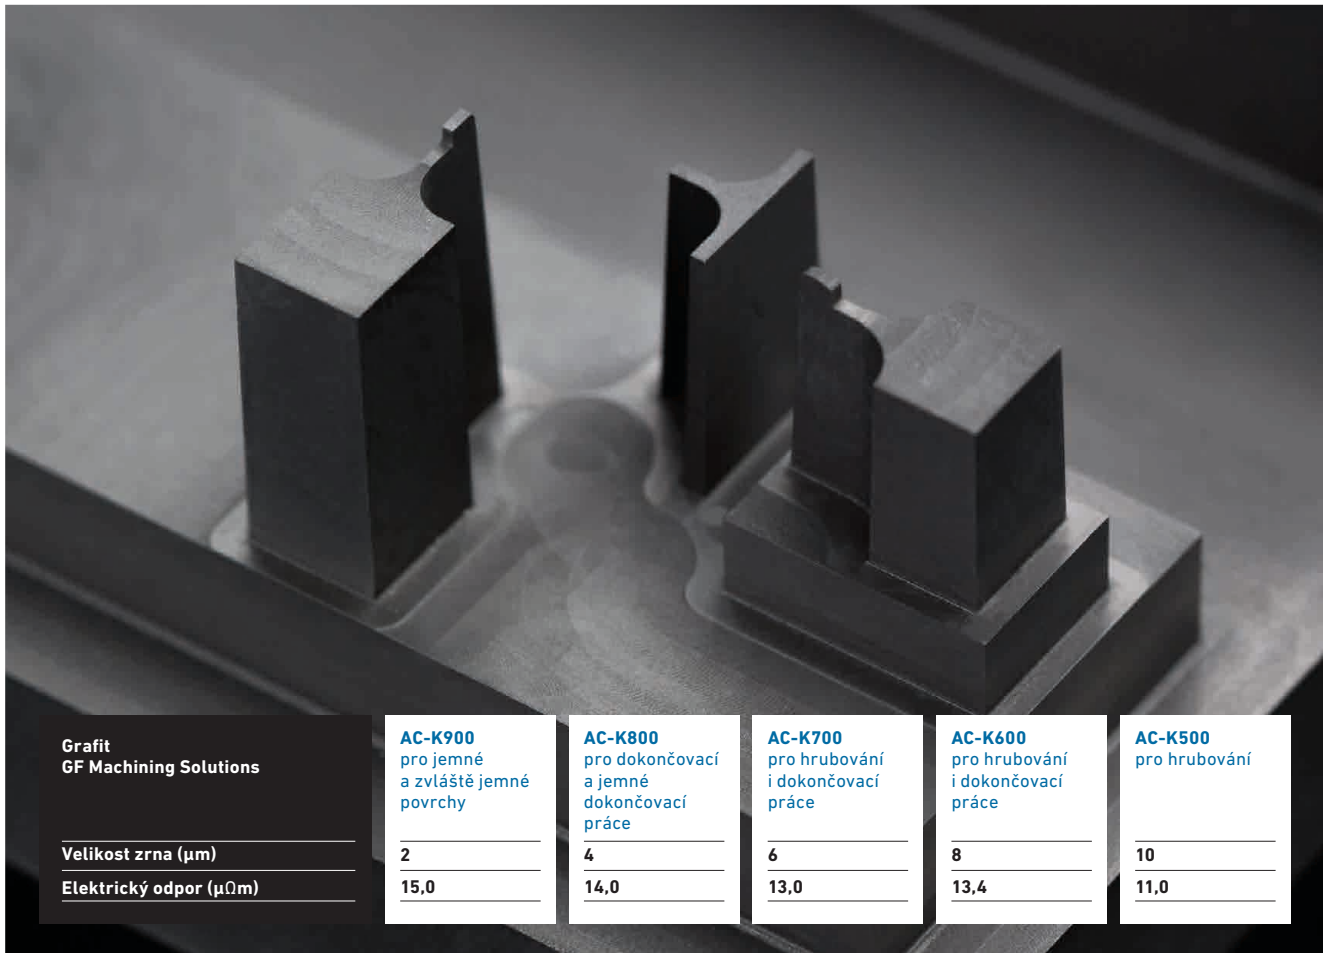 Grafit
GF Machining Solutions
AC-K900
pro jemné
a zvláště jemné
povrchy
AC-K800
pro dokončovací
a jemné
dokončovací
práce
AC-K700
pro hrubování
i dokončovací
práce
AC-K600
pro hrubování
i dokončovací
práce
AC-K500
pro hrubování
Velikost zrna (µm) 2 4 6 8 10
Elektrický odpor (µΩm) 15,0 14,0 13,0 13,4 11,0